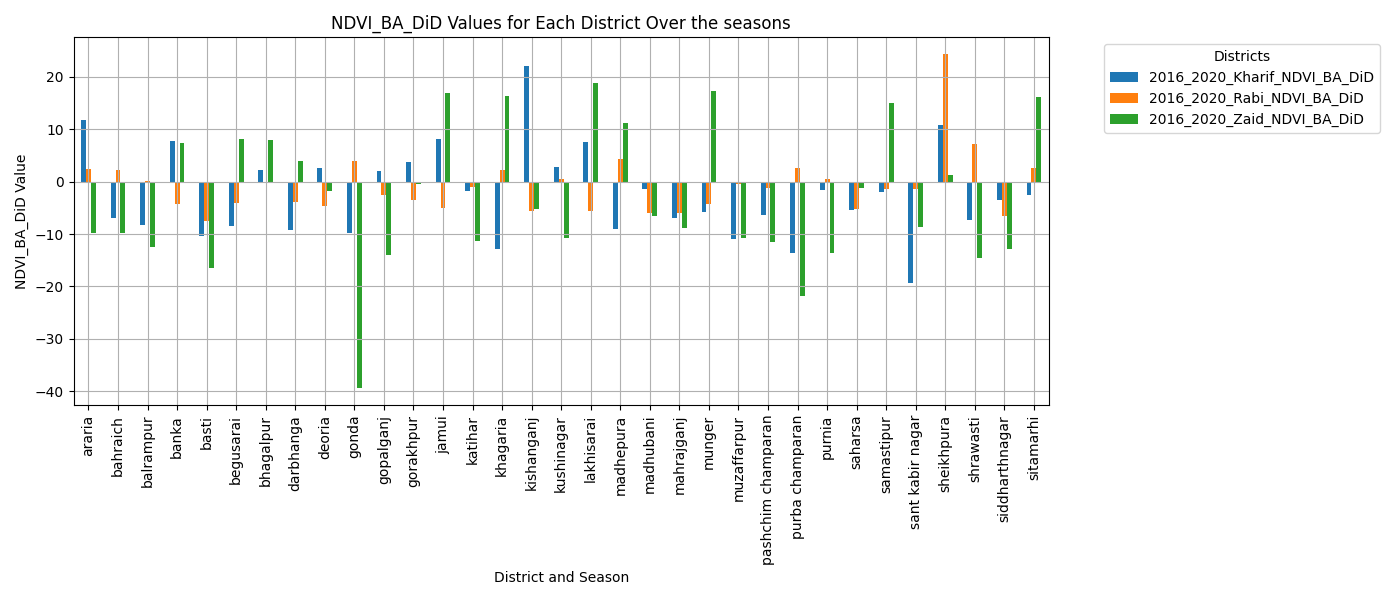 NDVI_BA_DiD Values for Each District Over the seasons
Districts
2016_2020_Kharif_NDVI_BA_DiD
2016_2020_Rabi_NDVI_BA_DiD
2016_2020_Zaid_NDVI_BA_DiD
NDVI_BA_DiD Value
20
10
0
−10
−20
−30
−40
araria
bahraich
balrampur
banka
basti
begusarai
bhagalpur
darbhanga
deoria
gonda
gopalganj
gorakhpur
jamui
katihar
khagaria
kishanganj
kushinagar
lakhisarai
madhepura
madhubani
mahrajganj
munger
muzaffarpur
pashchim champaran
purba champaran
purnia
saharsa
samastipur
sant kabir nagar
sheikhpura
shrawasti
siddharthnagar
sitamarhi
District and Season